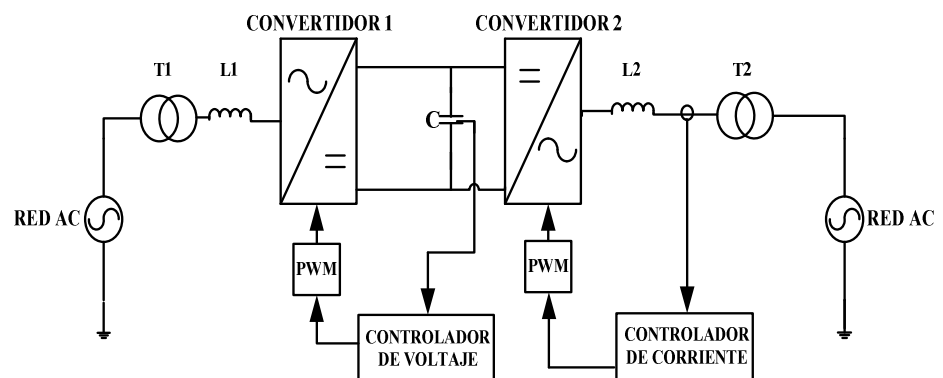 CONVERTIDOR 1
CONVERTIDOR 2
T1
L1
L2
T2
C
RED AC
RED AC
PWM
PWM
CONTROLADOR
DE VOLTAJE
CONTROLADOR
DE CORRIENTE